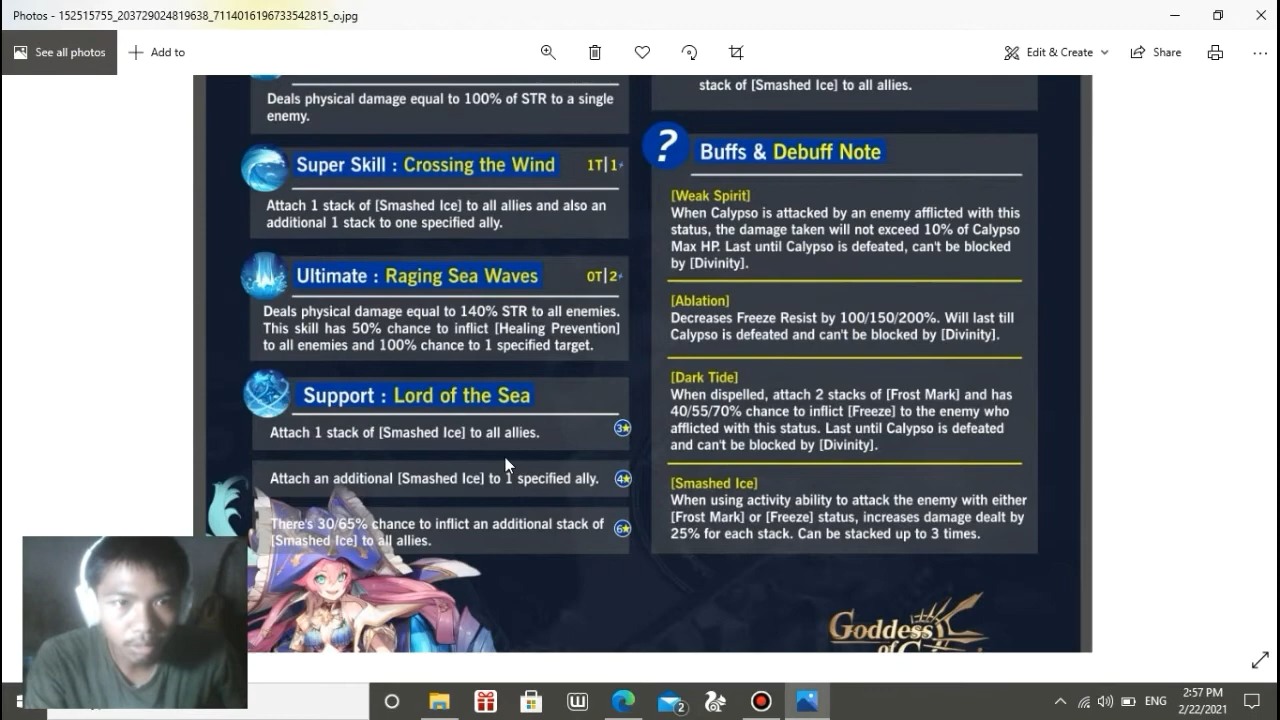 Photos - 152515755_203729024819638_7114016196733542815_o.jpg
See all photos
Add to
Edit & Create
Share
Deals physical damage equal to 100% of STR to a single
enemy.
Super Skill : Crossing the Wind
1T|1
Attach 1 stack of [Smashed Ice] to all allies and also an
additional 1 stack to one specified ally.
Ultimate : Raging Sea Waves
0T|2
Deals physical damage equal to 140% STR to all enemies.
This skill has 50% chance to inflict [Healing Prevention]
to all enemies and 100% chance to 1 specified target.
Support : Lord of the Sea
Attach 1 stack of [Smashed Ice] to all allies.
3★
Attach an additional [Smashed Ice] to 1 specified ally.
4★
There's 30/65% chance to inflict an additional stack of
[Smashed Ice] to all allies.
6★
stack of [Smashed Ice] to all allies.
?
Buffs & Debuff Note
[Weak Spirit]
When Calypso is attacked by an enemy afflicted with this
status, the damage taken will not exceed 10% of Calypso
Max HP. Last until Calypso is defeated, can't be blocked
by [Divinity].
[Ablation]
Decreases Freeze Resist by 100/150/200%. Will last till
Calypso is defeated and can't be blocked by [Divinity].
[Dark Tide]
When dispelled, attach 2 stacks of [Frost Mark] and has
40/55/70% chance to inflict [Freeze] to the enemy who
afflicted with this status. Last until Calypso is defeated
and can't be blocked by [Divinity].
[Smashed Ice]
When using activity ability to attack the enemy with either
[Frost Mark] or [Freeze] status, increases damage dealt by
25% for each stack. Can be stacked up to 3 times.
Goddess
of
2
ENG
2:57 PM
2/22/2021